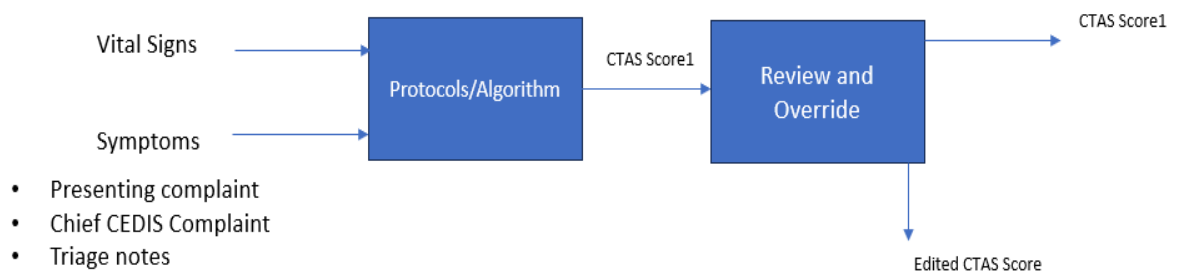 Vital Signs
Symptoms
• Presenting complaint
• Chief CEDIS Complaint
• Triage notes
Protocols/Algorithm
CTAS Score1
Review and
Override
CTAS Score1
Edited CTAS Score